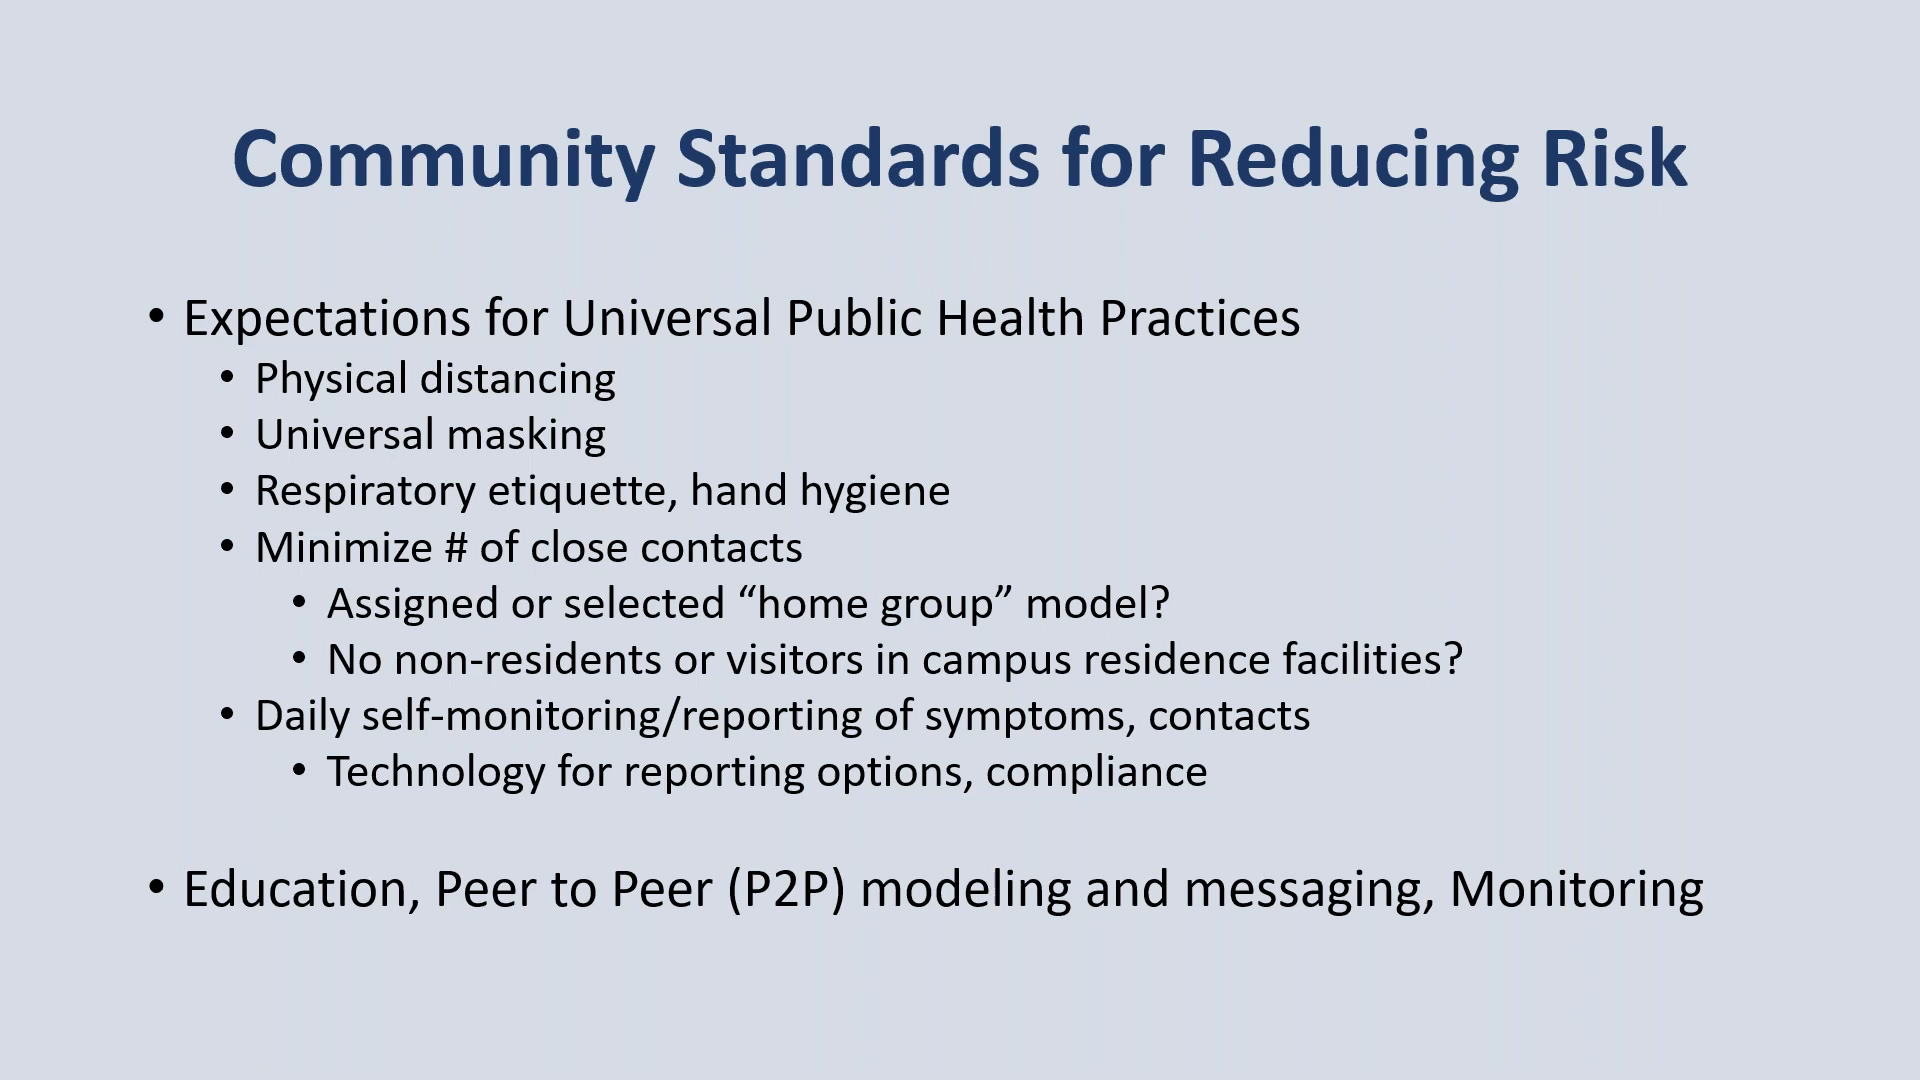 Community Standards for Reducing Risk
• Expectations for Universal Public Health Practices
• Physical distancing
• Universal masking
• Respiratory etiquette, hand hygiene
• Minimize # of close contacts
• Assigned or selected “home group” model?
• No non-residents or visitors in campus residence facilities?
• Daily self-monitoring/reporting of symptoms, contacts
• Technology for reporting options, compliance
• Education, Peer to Peer (P2P) modeling and messaging, Monitoring